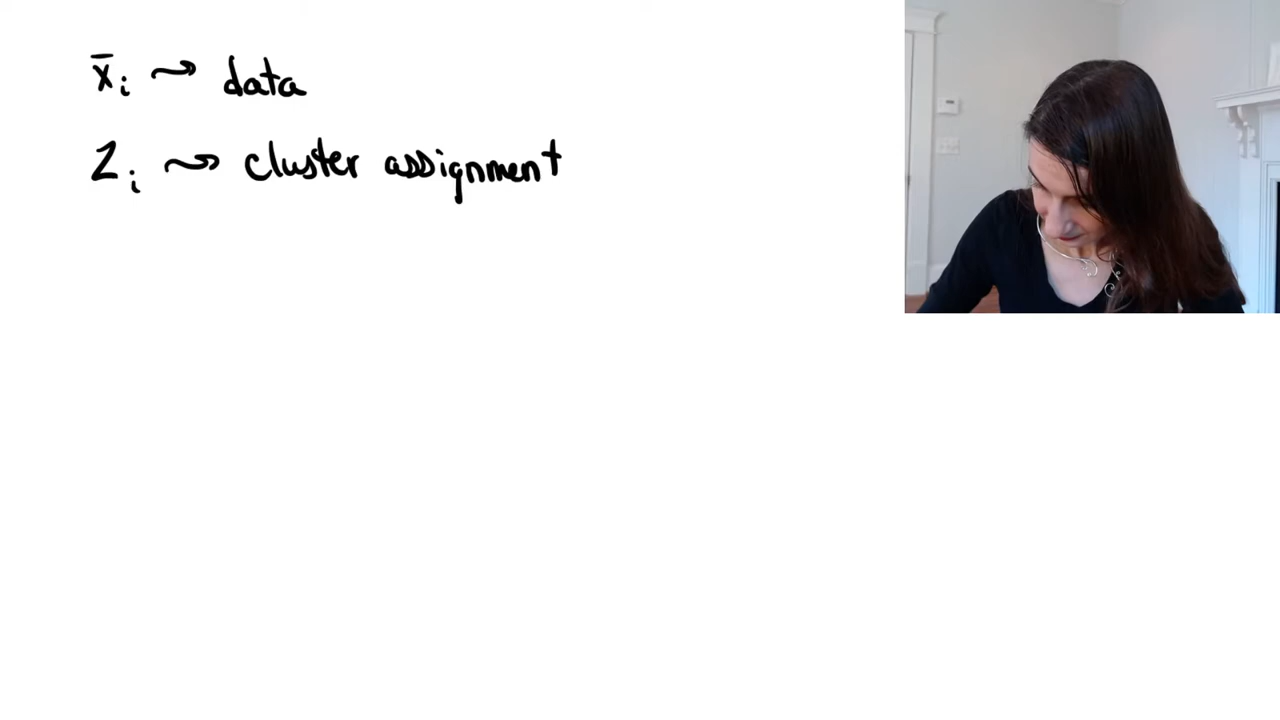 x̄ᵢ ⤳ data
zᵢ ⤳ cluster assignment